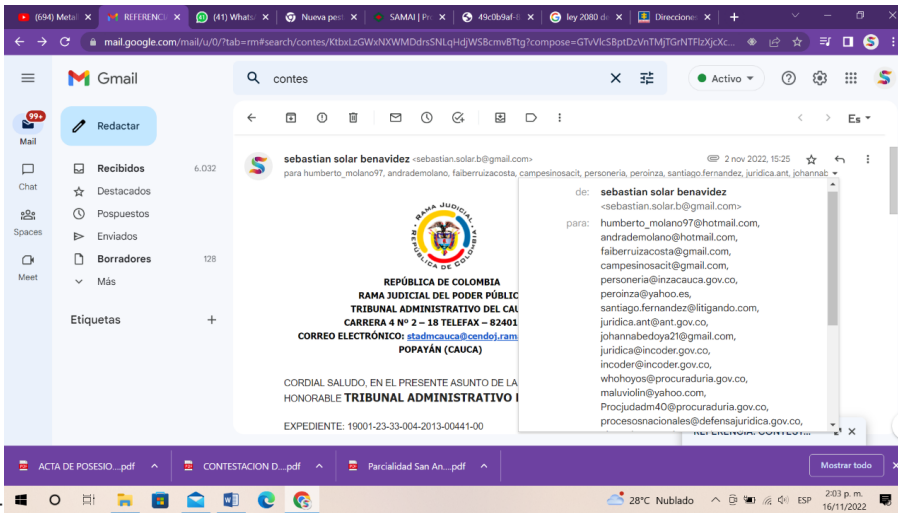 (694) Metal
REFERENC
(41) Whats
Nueva pest
SAMAI | Pr
49c0b9af-8
ley 2080 de
Direccione
mail.google.com/mail/u/0/?tab=rm#search/contes/KtbxLzGWxNXWMDdrsSNLqHdjWSBcmvBTtg?compose=GTvVlcSBptDzVnTMjTGrNTFlzXjcXc...
Gmail
contes
Activo
99+
Mail
Chat
Spaces
Meet
Redactar
Recibidos 6.032
Destacados
Pospuestos
Enviados
Borradores 128
Más
Etiquetas
Es
sebastian solar benavidez <sebastian.solar.b@gmail.com>
2 nov 2022, 15:25
para humberto_molano97, andrademolano, faiberruizacosta, campesinosacit, personeria, peroinza, santiago.fernandez, juridica.ant, johannab
RAMA JUDICIAL
REPUBLICA DE COLOMBIA
REPÚBLICA DE COLOMBIA
RAMA JUDICIAL DEL PODER PÚBLIC
TRIBUNAL ADMINISTRATIVO DEL CAU
CARRERA 4 Nº 2 – 18 TELEFAX – 82401
CORREO ELECTRÓNICO: stadmcauca@cendoj.ram
POPAYÁN (CAUCA)
CORDIAL SALUDO, EN EL PRESENTE ASUNTO DE LA
HONORABLE TRIBUNAL ADMINISTRATIVO
EXPEDIENTE: 19001-23-33-004-2013-00441-00
de: sebastian solar benavidez
<sebastian.solar.b@gmail.com>
para: humberto_molano97@hotmail.com,
andrademolano@hotmail.com,
faiberruizacosta@gmail.com,
campesinosacit@gmail.com,
personeria@inzacauca.gov.co,
peroinza@yahoo.es,
santiago.fernandez@litigando.com,
juridica.ant@ant.gov.co,
johannabedoya21@gmail.com,
juridica@incoder.gov.co,
incoder@incoder.gov.co,
whohoyos@procuraduria.gov.co,
maluviolin@yahoo.com,
Procjudadm40@procuraduria.gov.co,
procesosnacionales@defensajuridica.gov.co,
REFERENCIA: CONTEST...
ACTA DE POSESIO....pdf
CONTESTACION D....pdf
Parcialidad San An....pdf
Mostrar todo
28°C Nublado
ESP
2:03 p. m.
16/11/2022